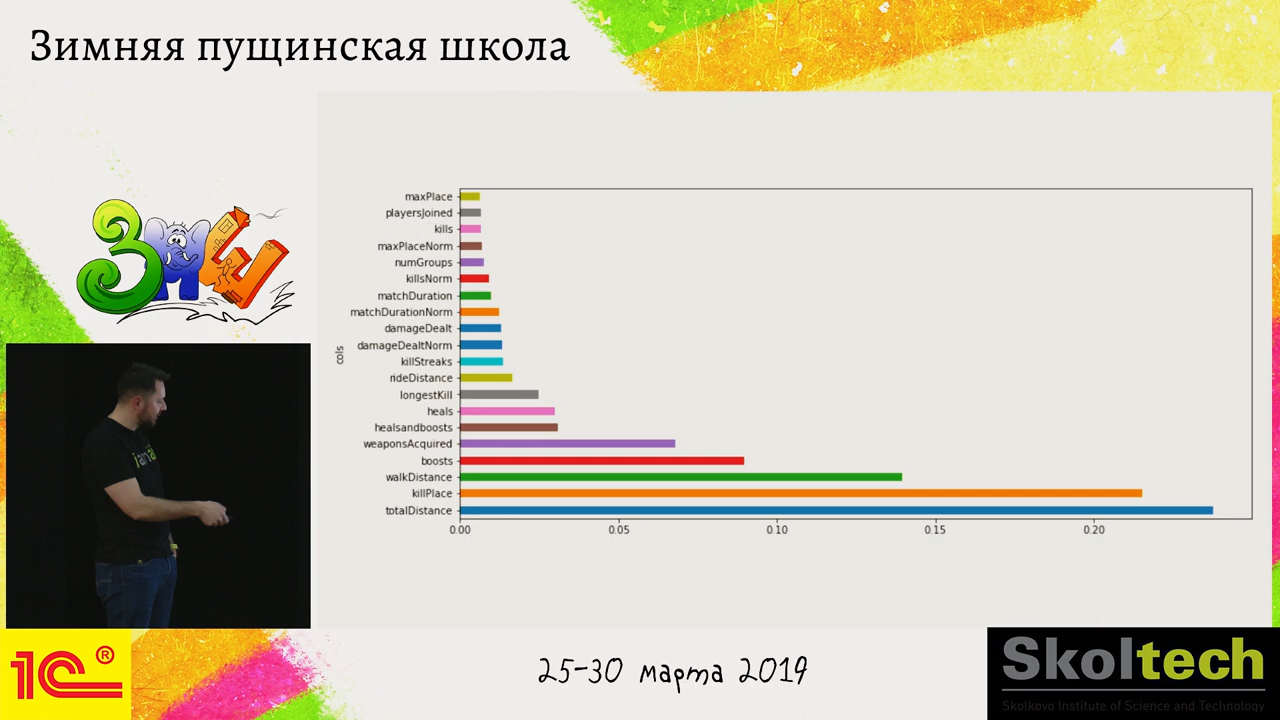 Зимняя пущинская школа
ЗПШ
maxPlace
playersJoined
kills
maxPlaceNorm
numGroups
killsNorm
matchDuration
matchDurationNorm
damageDealt
damageDealtNorm
killStreaks
rideDistance
longestKill
heals
healsandboosts
weaponsAcquired
boosts
walkDistance
killPlace
totalDistance
cols
0.00 0.05 0.10 0.15 0.20
1C®
25-30 марта 2019
Skoltech
Skolkovo Institute of Science and Technology